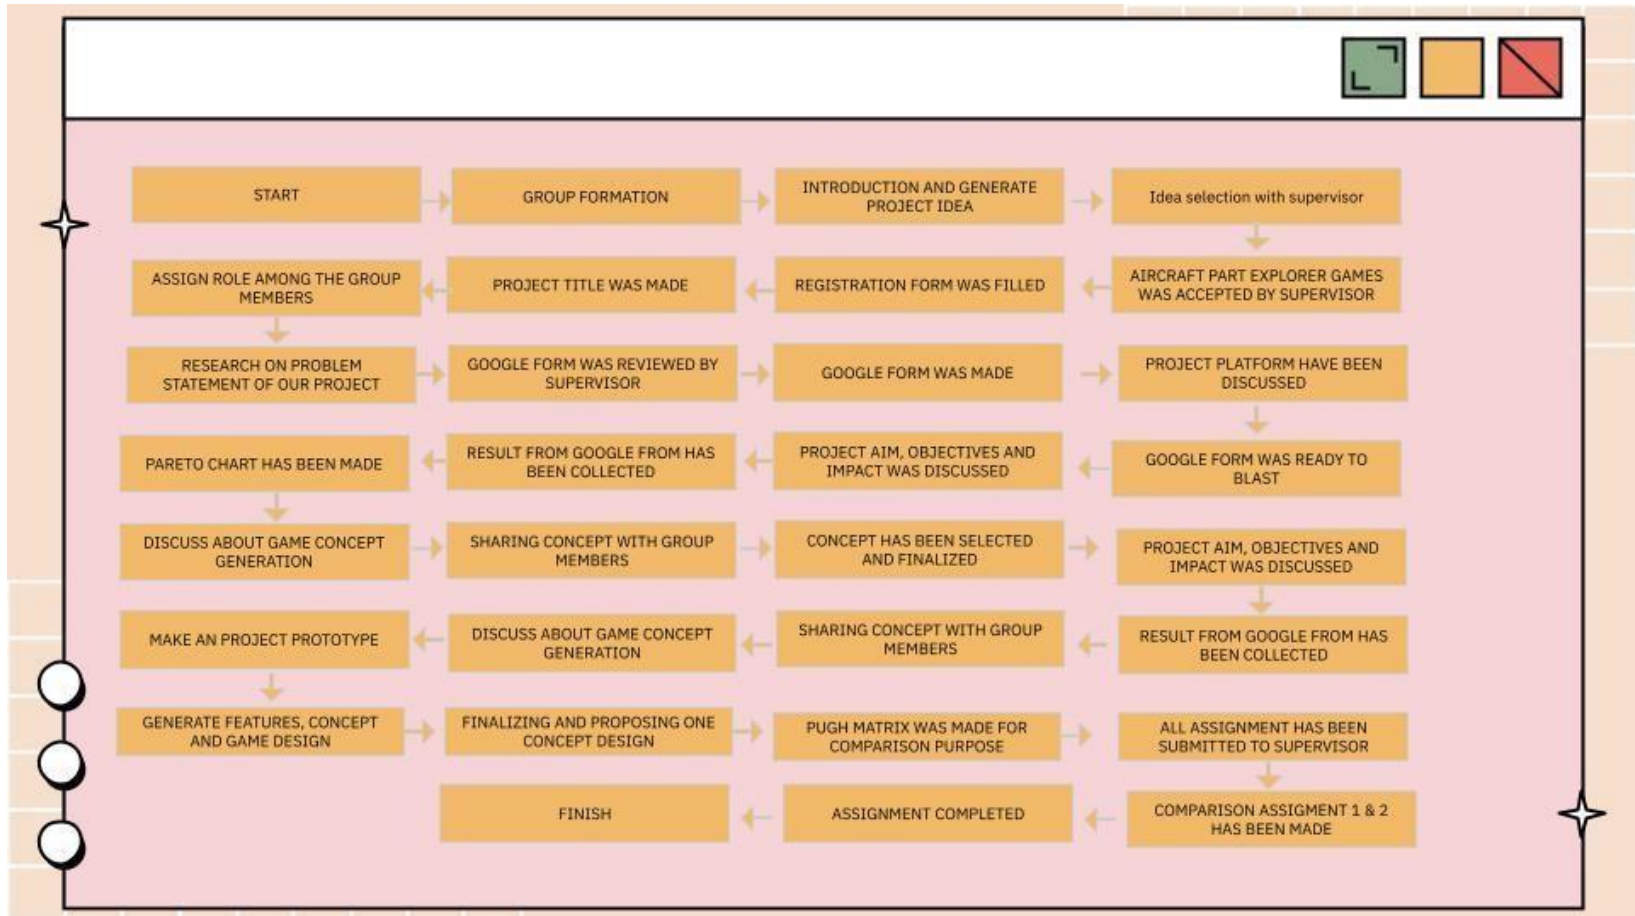 START
GROUP FORMATION
INTRODUCTION AND GENERATE
PROJECT IDEA
Idea selection with supervisor
AIRCRAFT PART EXPLORER GAMES
WAS ACCEPTED BY SUPERVISOR
REGISTRATION FORM WAS FILLED
PROJECT TITLE WAS MADE
ASSIGN ROLE AMONG THE GROUP
MEMBERS
RESEARCH ON PROBLEM
STATEMENT OF OUR PROJECT
GOOGLE FORM WAS REVIEWED BY
SUPERVISOR
GOOGLE FORM WAS MADE
PROJECT PLATFORM HAVE BEEN
DISCUSSED
GOOGLE FORM WAS READY TO
BLAST
PROJECT AIM, OBJECTIVES AND
IMPACT WAS DISCUSSED
RESULT FROM GOOGLE FROM HAS
BEEN COLLECTED
PARETO CHART HAS BEEN MADE
DISCUSS ABOUT GAME CONCEPT
GENERATION
SHARING CONCEPT WITH GROUP
MEMBERS
CONCEPT HAS BEEN SELECTED
AND FINALIZED
PROJECT AIM, OBJECTIVES AND
IMPACT WAS DISCUSSED
RESULT FROM GOOGLE FROM HAS
BEEN COLLECTED
SHARING CONCEPT WITH GROUP
MEMBERS
DISCUSS ABOUT GAME CONCEPT
GENERATION
MAKE AN PROJECT PROTOTYPE
GENERATE FEATURES, CONCEPT
AND GAME DESIGN
FINALIZING AND PROPOSING ONE
CONCEPT DESIGN
PUGH MATRIX WAS MADE FOR
COMPARISON PURPOSE
ALL ASSIGNMENT HAS BEEN
SUBMITTED TO SUPERVISOR
COMPARISON ASSIGMENT 1 & 2
HAS BEEN MADE
ASSIGNMENT COMPLETED
FINISH